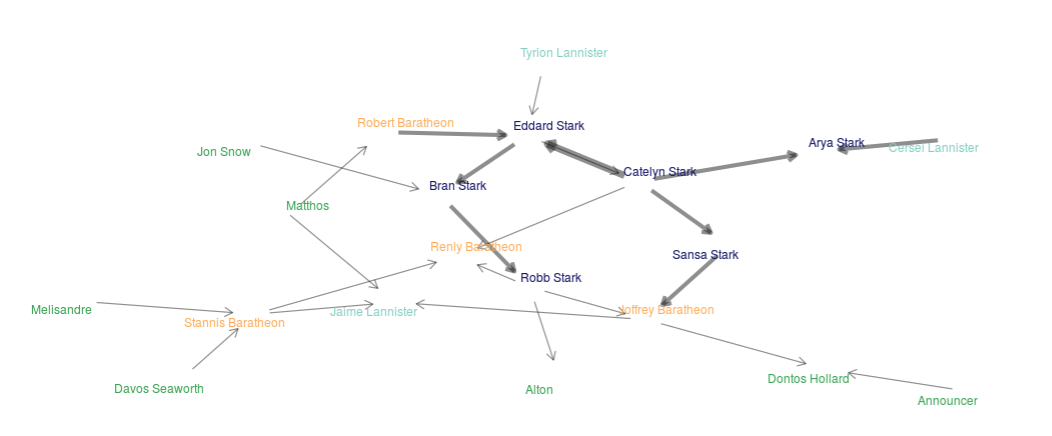 Tyrion Lannister
Robert Baratheon
Eddard Stark
Arya Stark
Cersei Lannister
Jon Snow
Catelyn Stark
Bran Stark
Matthos
Renly Baratheon
Sansa Stark
Robb Stark
Melisandre
Stannis Baratheon
Jaime Lannister
Joffrey Baratheon
Davos Seaworth
Alton
Dontos Hollard
Announcer